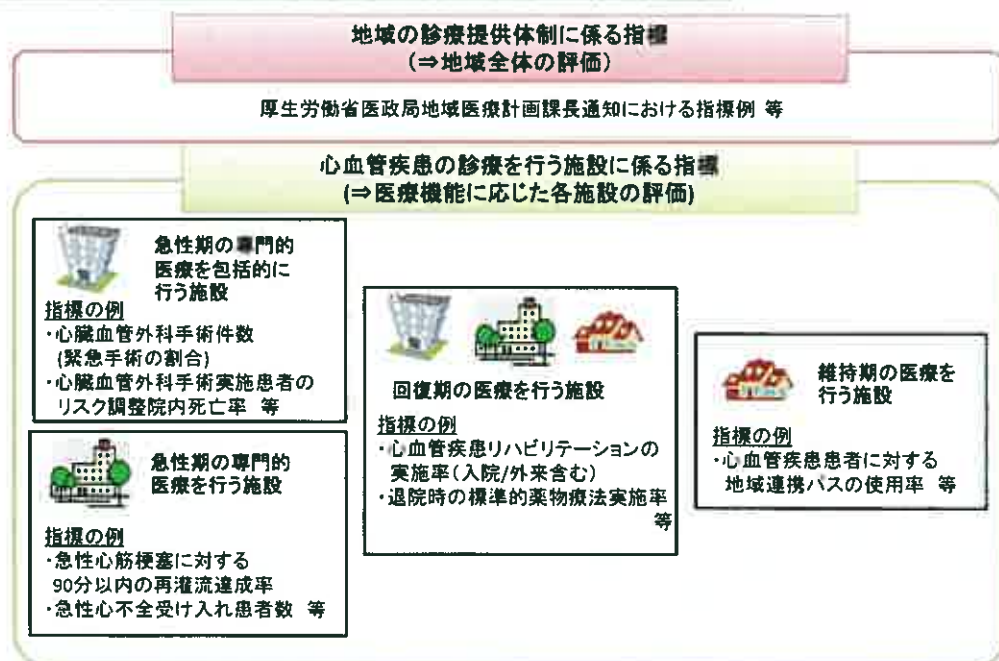 地域の診療提供体制に係る指標
(⇒地域全体の評価)
厚生労働省医政局地域医療計画課長通知における指標例 等
心血管疾患の診療を行う施設に係る指標
(⇒医療機能に応じた各施設の評価)
急性期の専門的
医療を包括的に
行う施設
指標の例
・心臓血管外科手術件数
(緊急手術の割合)
・心臓血管外科手術実施患者の
リスク調整院内死亡率 等
急性期の専門的
医療を行う施設
指標の例
・急性心筋梗塞に対する
90分以内の再灌流達成率
・急性心不全受け入れ患者数 等
回復期の医療を行う施設
指標の例
・心血管疾患リハビリテーションの
実施率(入院/外来含む)
・退院時の標準的薬物療法実施率
等
維持期の医療を
行う施設
指標の例
・心血管疾患患者に対する
地域連携パスの使用率 等